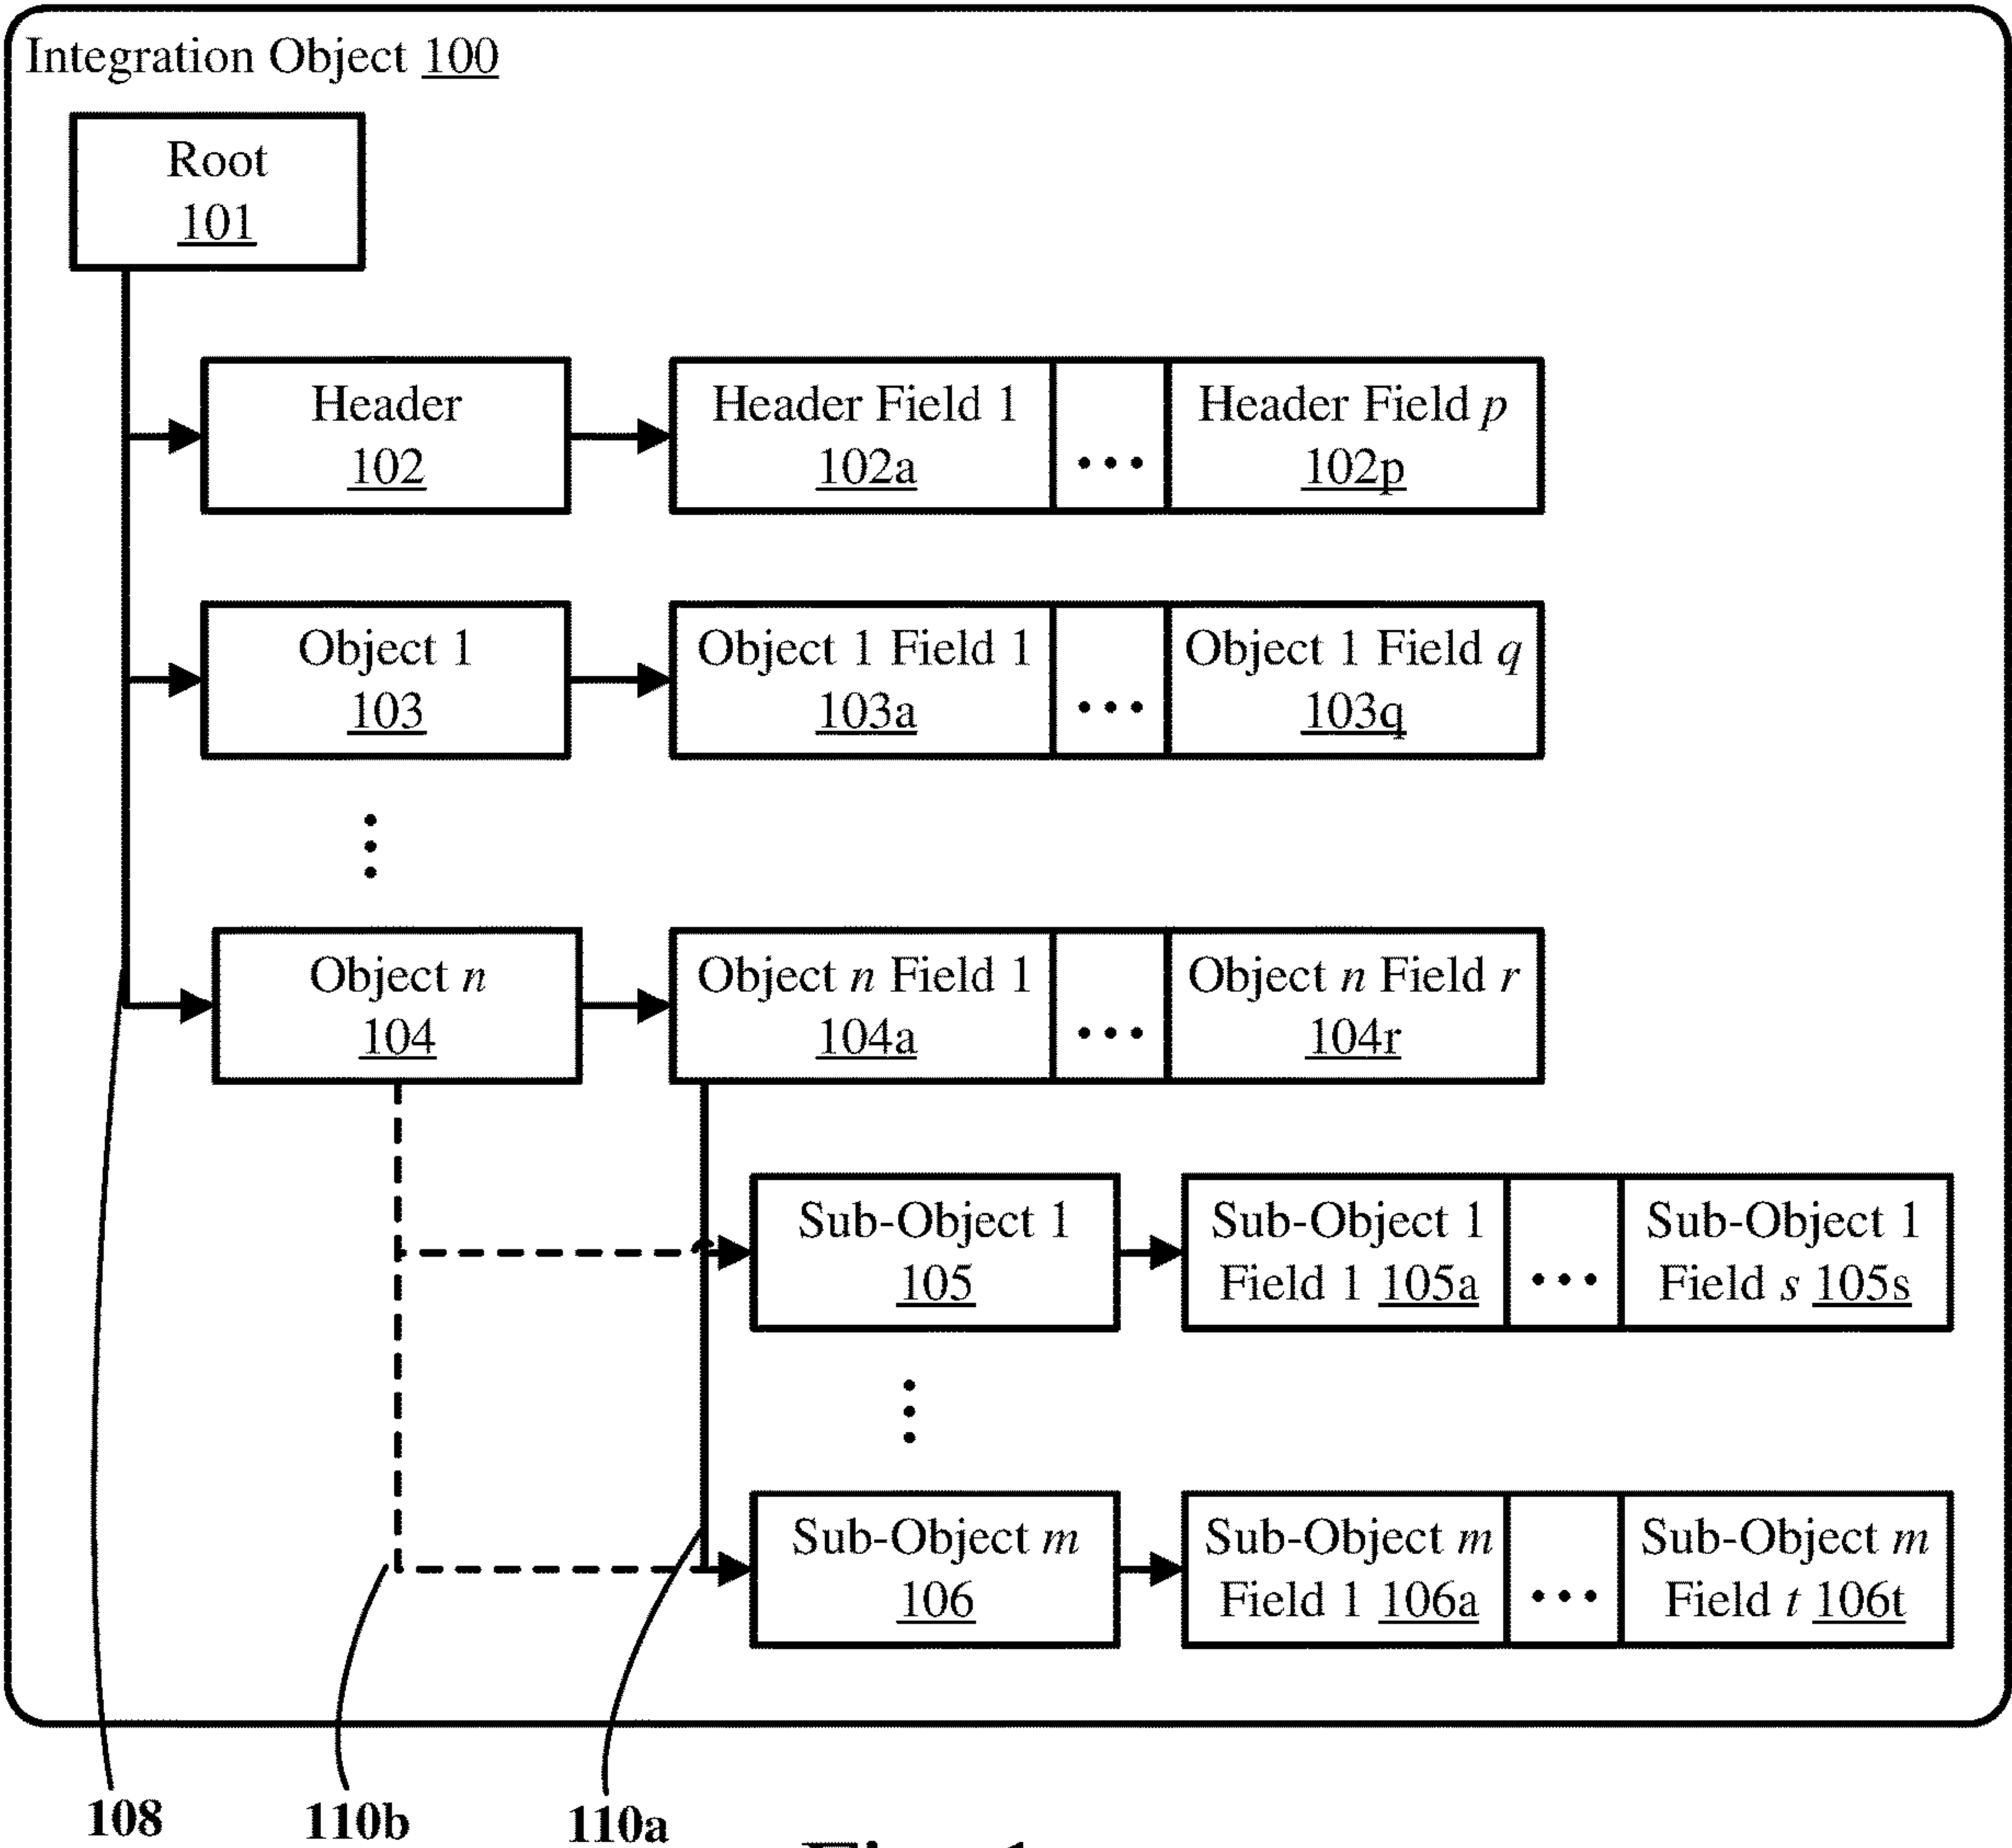 Integration Object 100
Root
101
Header
102
Header Field 1
102a
...
Header Field p
102p
Object 1
103
Object 1 Field 1
103a
...
Object 1 Field q
103q
Object n
104
Object n Field 1
104a
...
Object n Field r
104r
Sub-Object 1
105
Sub-Object 1
Field 1 105a
...
Sub-Object 1
Field s 105s
Sub-Object m
106
Sub-Object m
Field 1 106a
...
Sub-Object m
Field t 106t
108
110b
110a